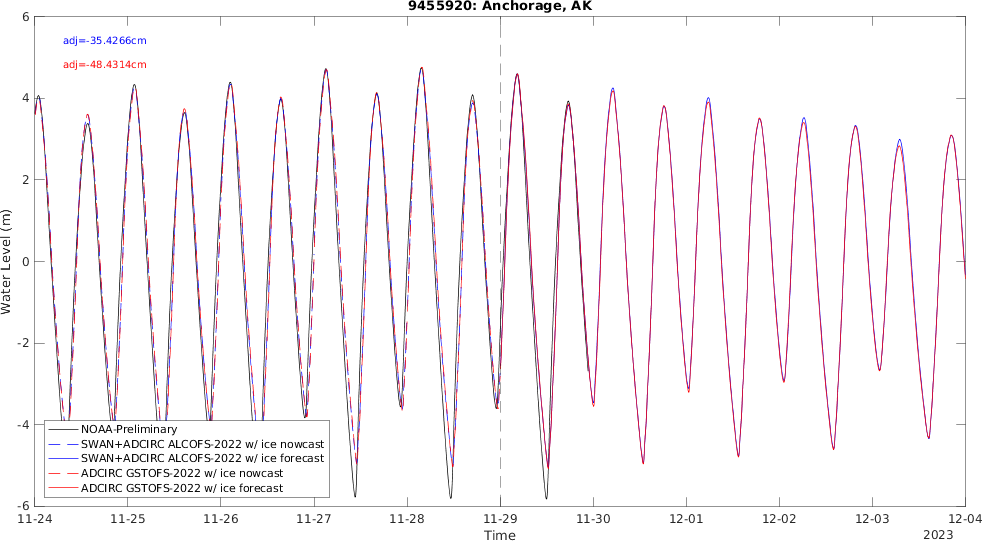 9455920: Anchorage, AK
adj=-35.4266cm
adj=-48.4314cm
Water Level (m)
6
4
2
0
-2
-4
-6
NOAA-Preliminary
SWAN+ADCIRC ALCOFS-2022 w/ ice nowcast
SWAN+ADCIRC ALCOFS-2022 w/ ice forecast
ADCIRC GSTOFS-2022 w/ ice nowcast
ADCIRC GSTOFS-2022 w/ ice forecast
11-24 11-25 11-26 11-27 11-28 11-29 11-30 12-01 12-02 12-03 12-04
Time
2023